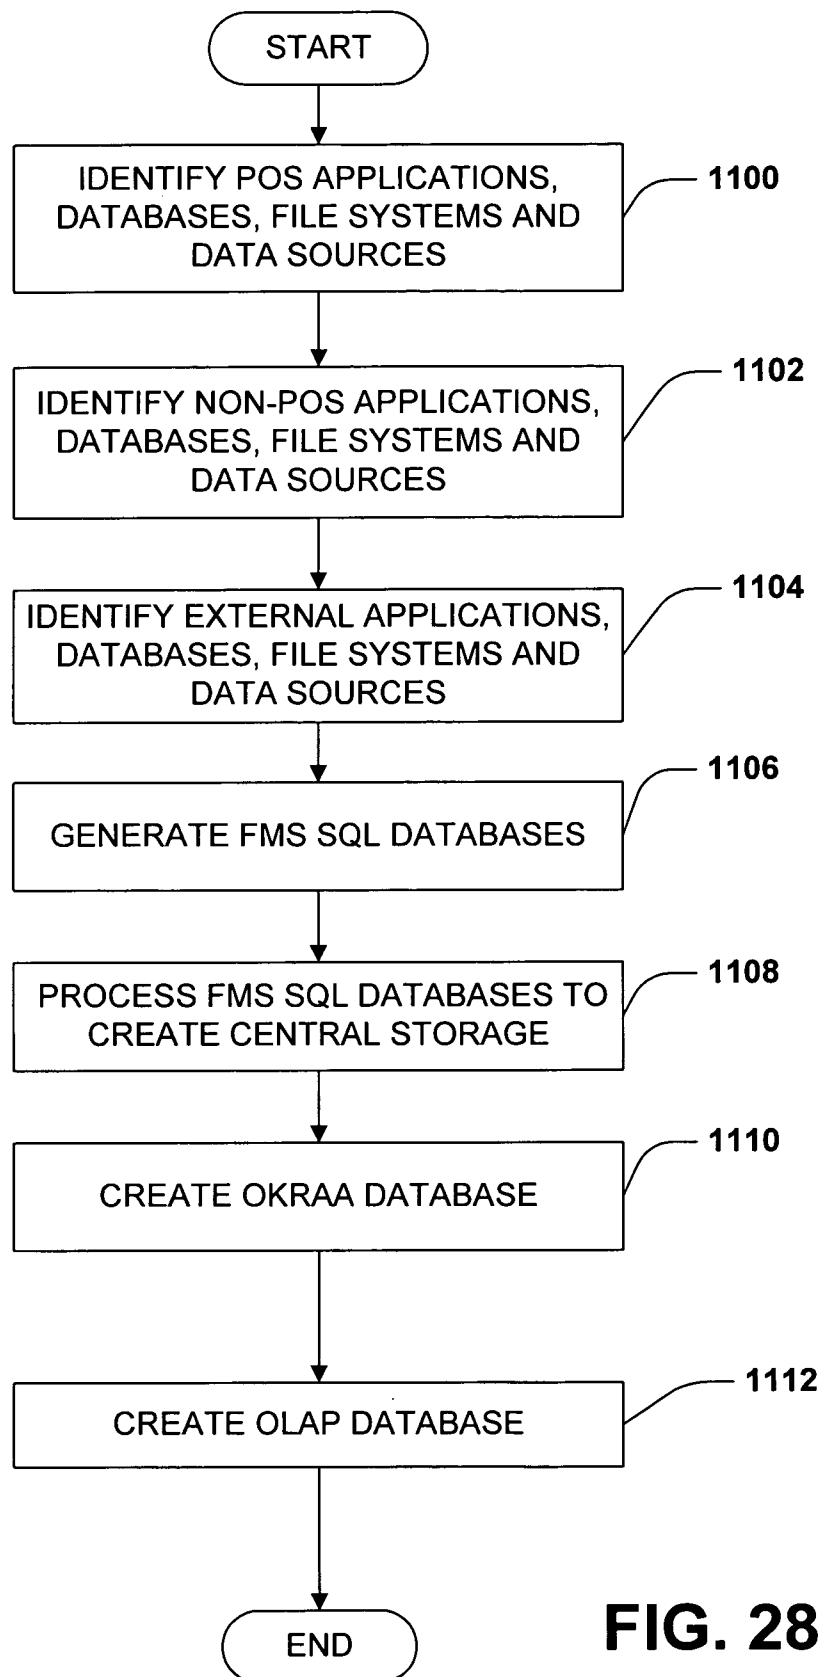 START
IDENTIFY POS APPLICATIONS,
DATABASES, FILE SYSTEMS AND
DATA SOURCES
1100
IDENTIFY NON-POS APPLICATIONS,
DATABASES, FILE SYSTEMS AND
DATA SOURCES
1102
IDENTIFY EXTERNAL APPLICATIONS,
DATABASES, FILE SYSTEMS AND
DATA SOURCES
1104
GENERATE FMS SQL DATABASES
1106
PROCESS FMS SQL DATABASES TO
CREATE CENTRAL STORAGE
1108
CREATE OKRAA DATABASE
1110
CREATE OLAP DATABASE
1112
END
FIG. 28